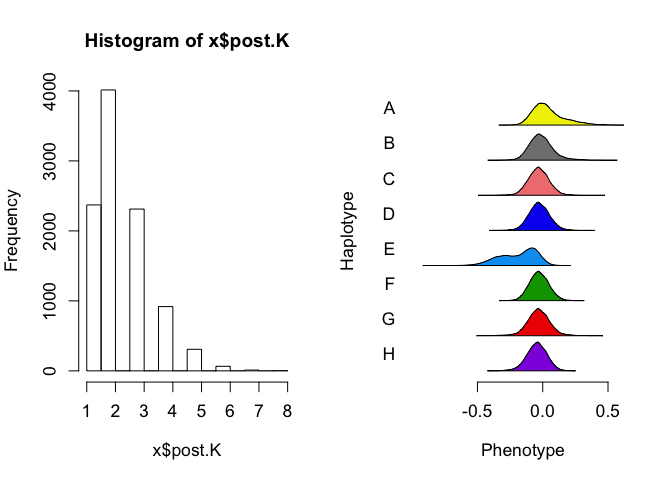 Histogram of x$post.K
Frequency
0
1000
2000
3000
4000
1 2 3 4 5 6 7 8
x$post.K
Haplotype
A
B
C
D
E
F
G
H
-0.5 0.0 0.5
Phenotype